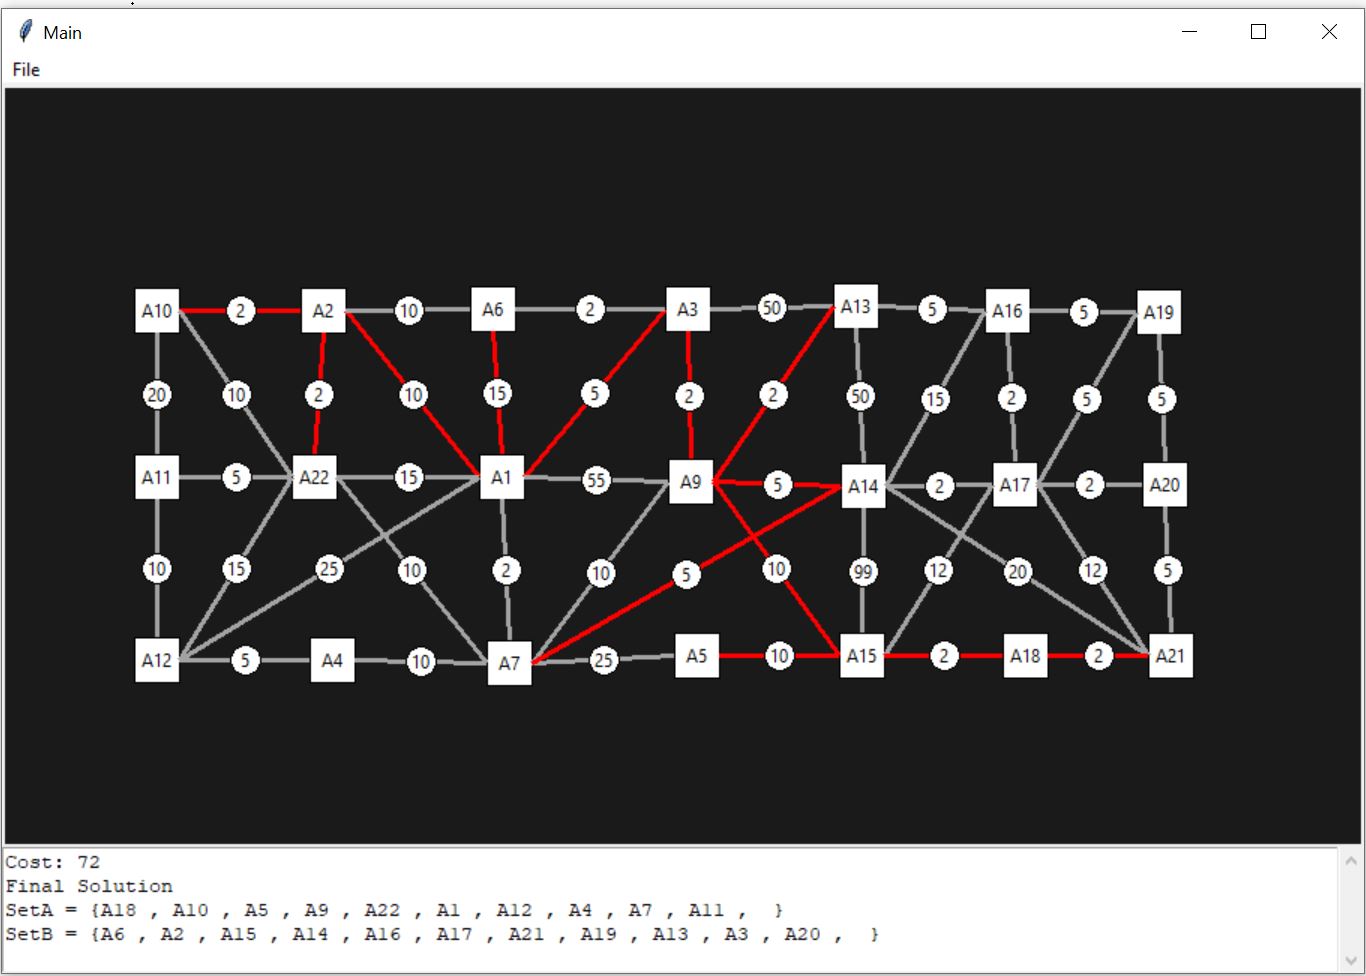 Main
File
A10 2 A2 10 A6 2 A3 50 A13 5 A16 5 A19
20 10 2 10 15 5 2 2 50 15 2 5 5
A11 5 A22 15 A1 55 A9 5 A14 2 A17 2 A20
10 15 25 10 2 10 5 10 99 12 20 12 5
A12 5 A4 10 A7 25 A5 10 A15 2 A18 2 A21
Cost: 72
Final Solution
SetA = {A18 , A10 , A5 , A9 , A22 , A1 , A12 , A4 , A7 , A11 ,  }
SetB = {A6 , A2 , A15 , A14 , A16 , A17 , A21 , A19 , A13 , A3 , A20 ,  }